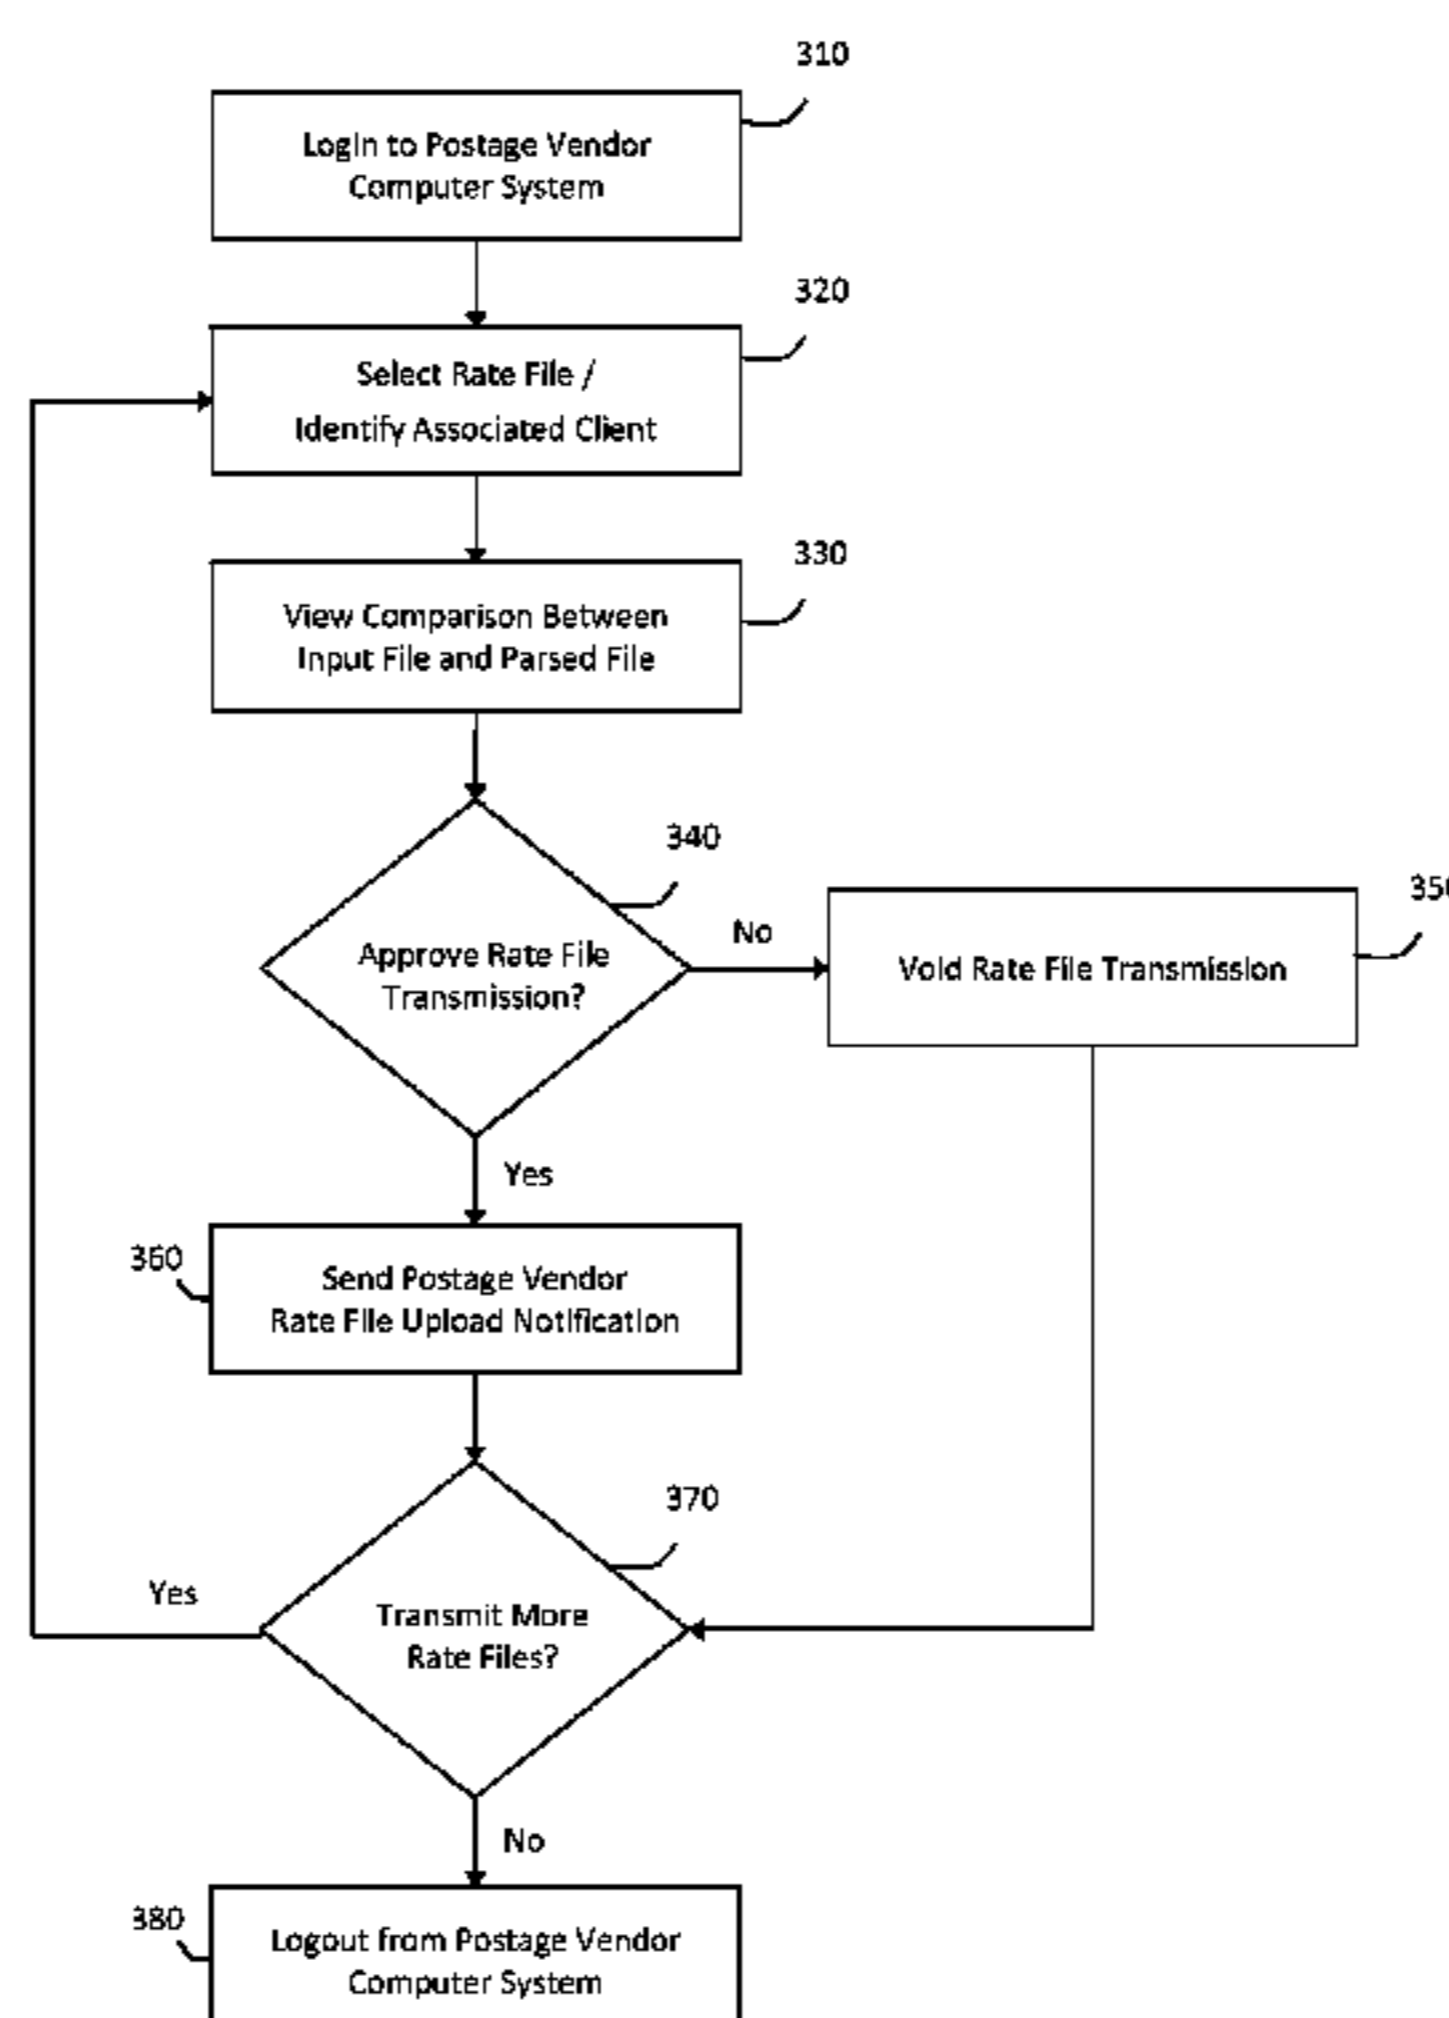 310
Login to Postage Vendor
Computer System
320
Select Rate File /
Identify Associated Client
330
View Comparison Between
Input File and Parsed File
340
Approve Rate File
Transmission?
No
350
Void Rate File Transmission
Yes
360
Send Postage Vendor
Rate File Upload Notification
370
Yes
Transmit More
Rate Files?
No
380
Logout from Postage Vendor
Computer System